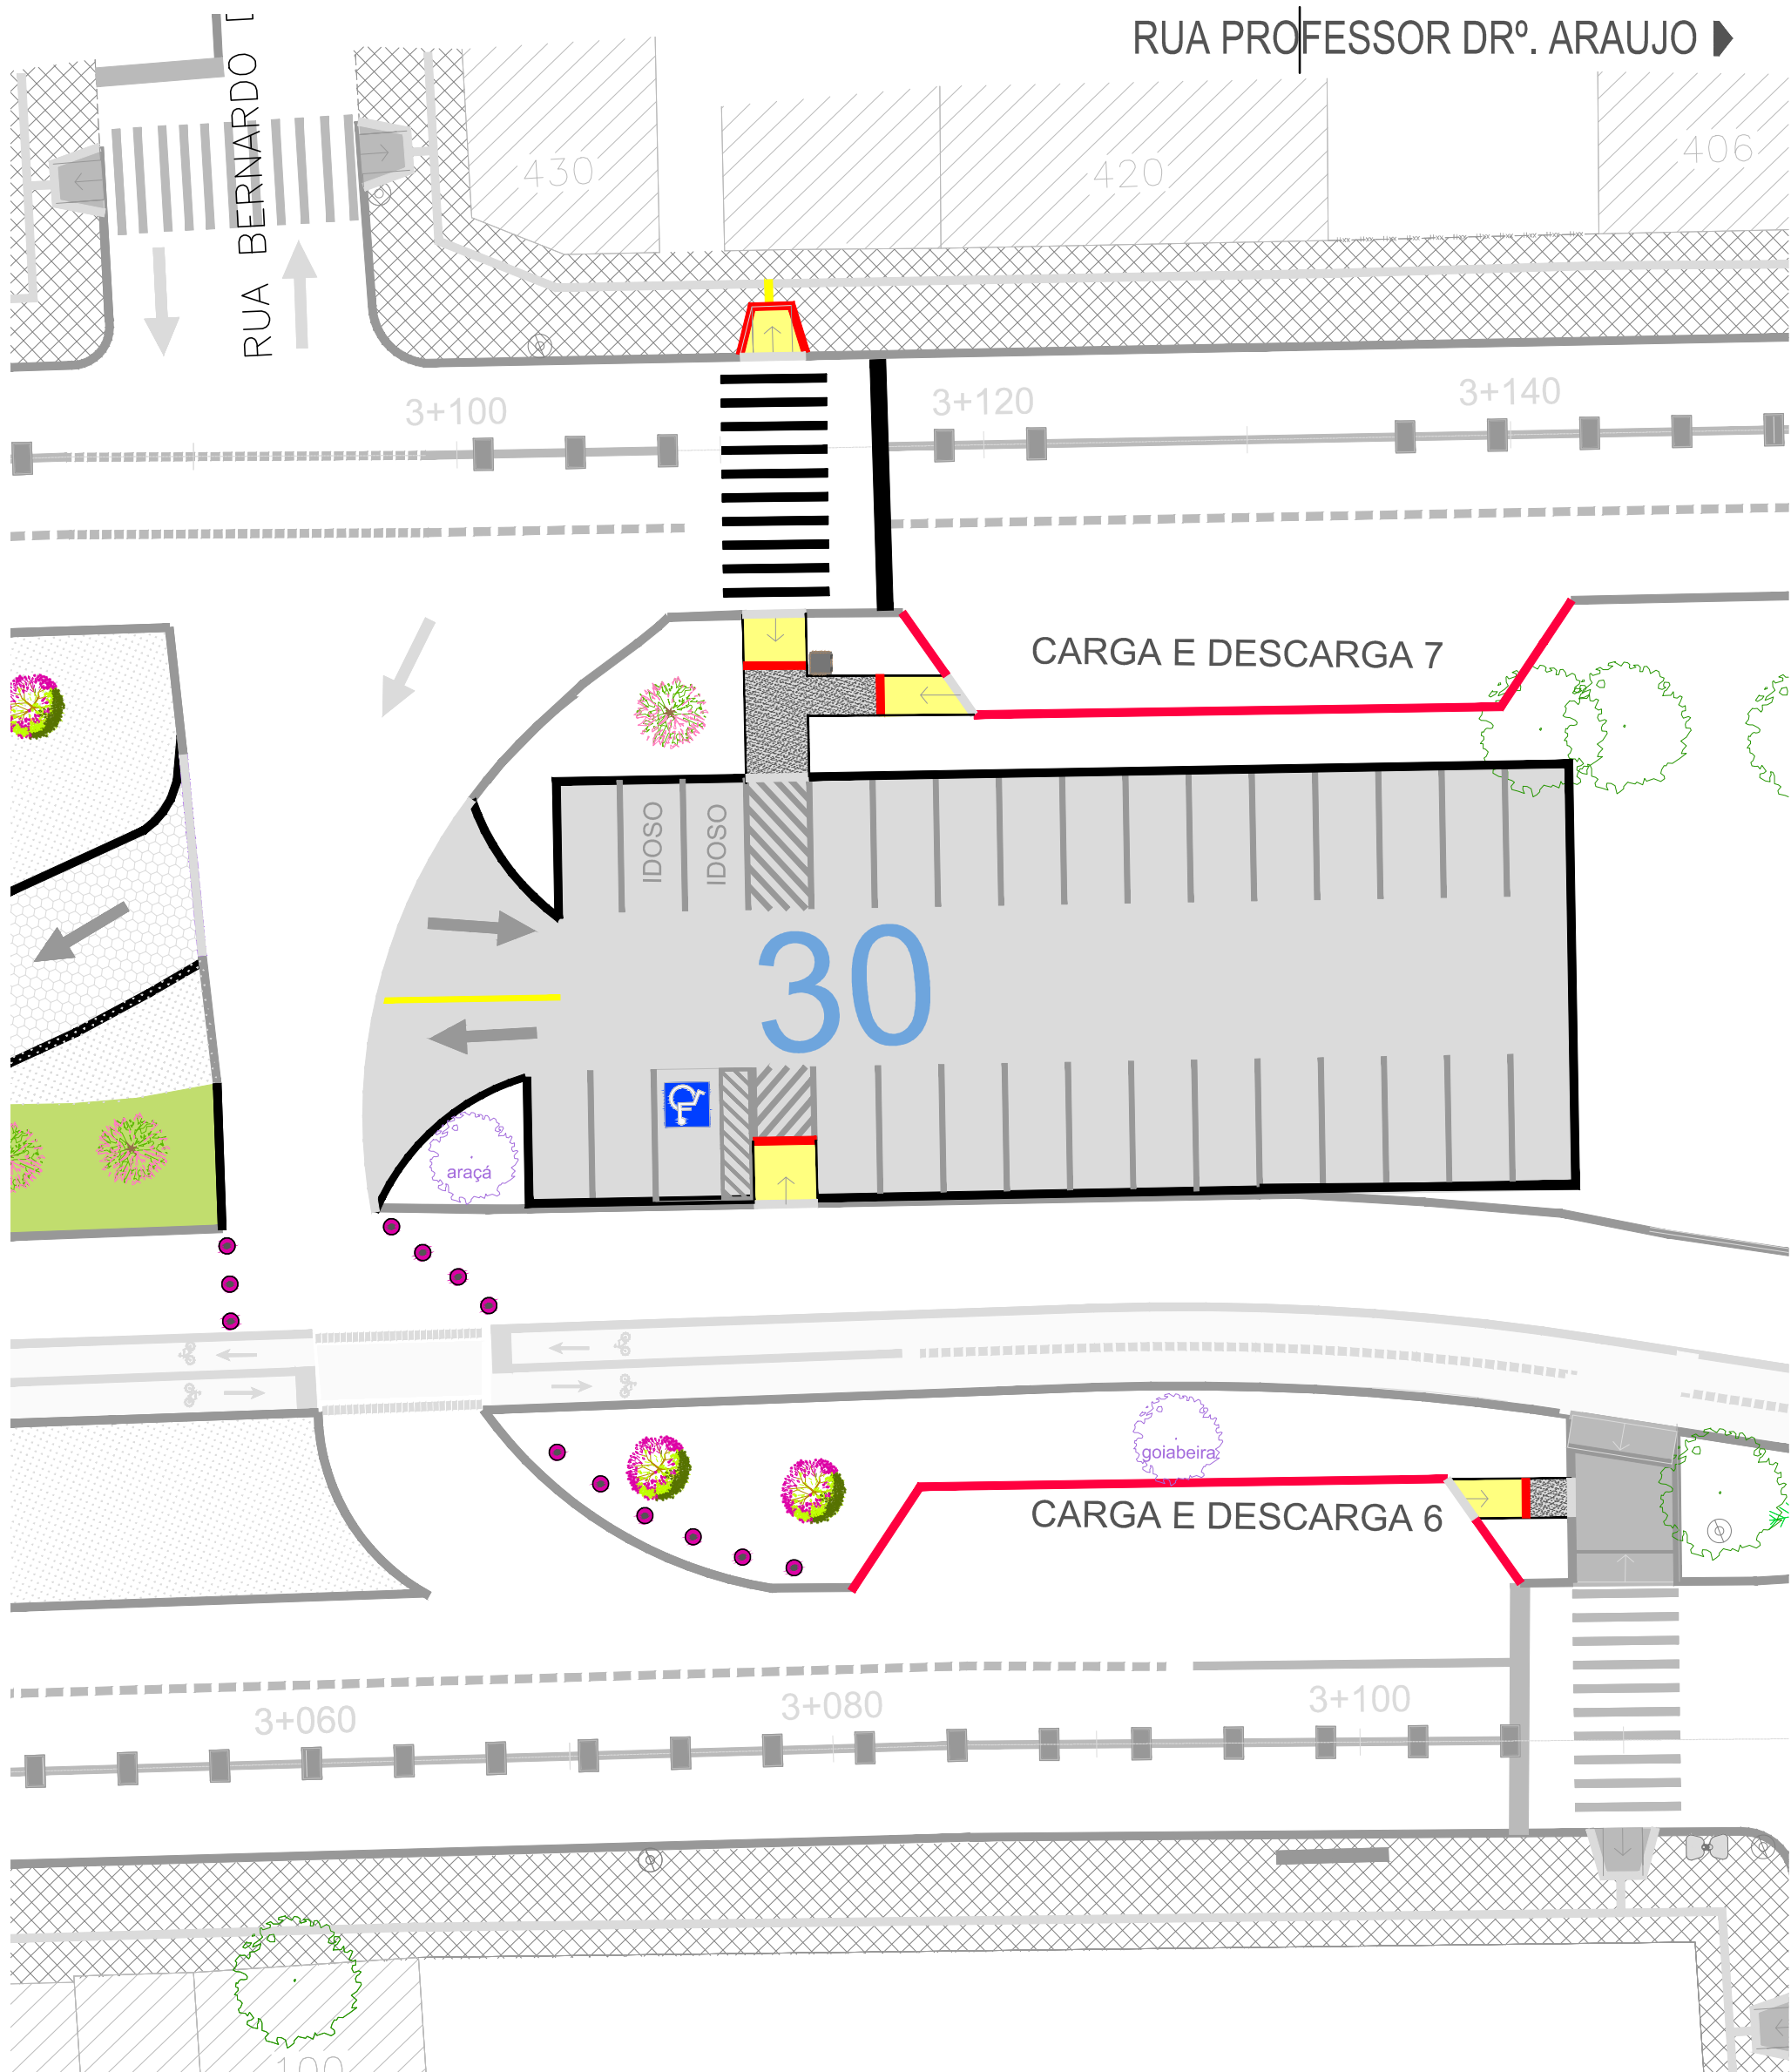 RUA PROFESSOR DRº. ARAUJO
RUA BERNARDO
430
420
406
3+100
3+120
3+140
CARGA E DESCARGA 7
IDOSO
IDOSO
30
araçá
goiabeira
CARGA E DESCARGA 6
3+060
3+080
3+100
100